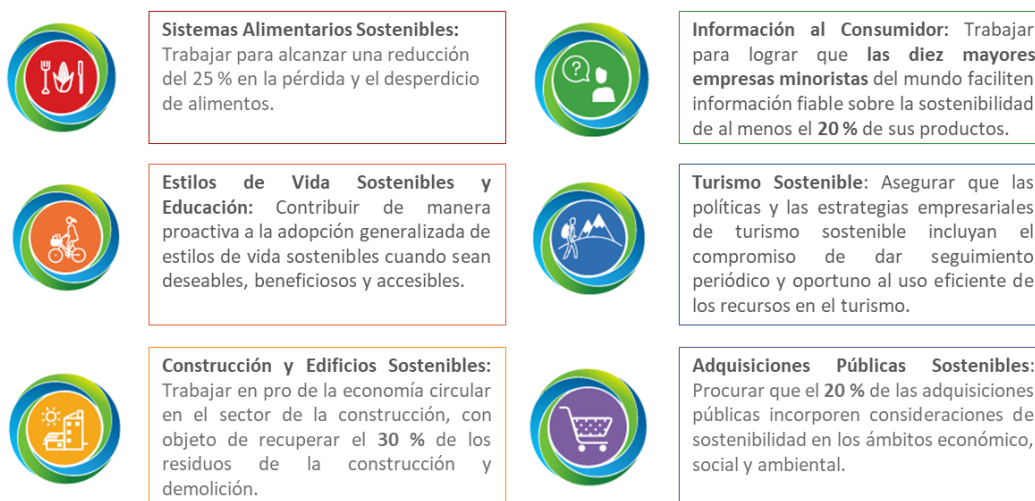 Sistemas Alimentarios Sostenibles:
Trabajar para alcanzar una reducción
del 25 % en la pérdida y el desperdicio
de alimentos.
Información al Consumidor: Trabajar
para lograr que las diez mayores
empresas minoristas del mundo faciliten
información fiable sobre la sostenibilidad
de al menos el 20 % de sus productos.
Estilos de Vida Sostenibles y
Educación: Contribuir de manera
proactiva a la adopción generalizada de
estilos de vida sostenibles cuando sean
deseables, beneficiosos y accesibles.
Turismo Sostenible: Asegurar que las
políticas y las estrategias empresariales
de turismo sostenible incluyan el
compromiso de dar seguimiento
periódico y oportuno al uso eficiente de
los recursos en el turismo.
Construcción y Edificios Sostenibles:
Trabajar en pro de la economía circular
en el sector de la construcción, con
objeto de recuperar el 30 % de los
residuos de la construcción y
demolición.
Adquisiciones Públicas Sostenibles:
Procurar que el 20 % de las adquisiciones
públicas incorporen consideraciones de
sostenibilidad en los ámbitos económico,
social y ambiental.